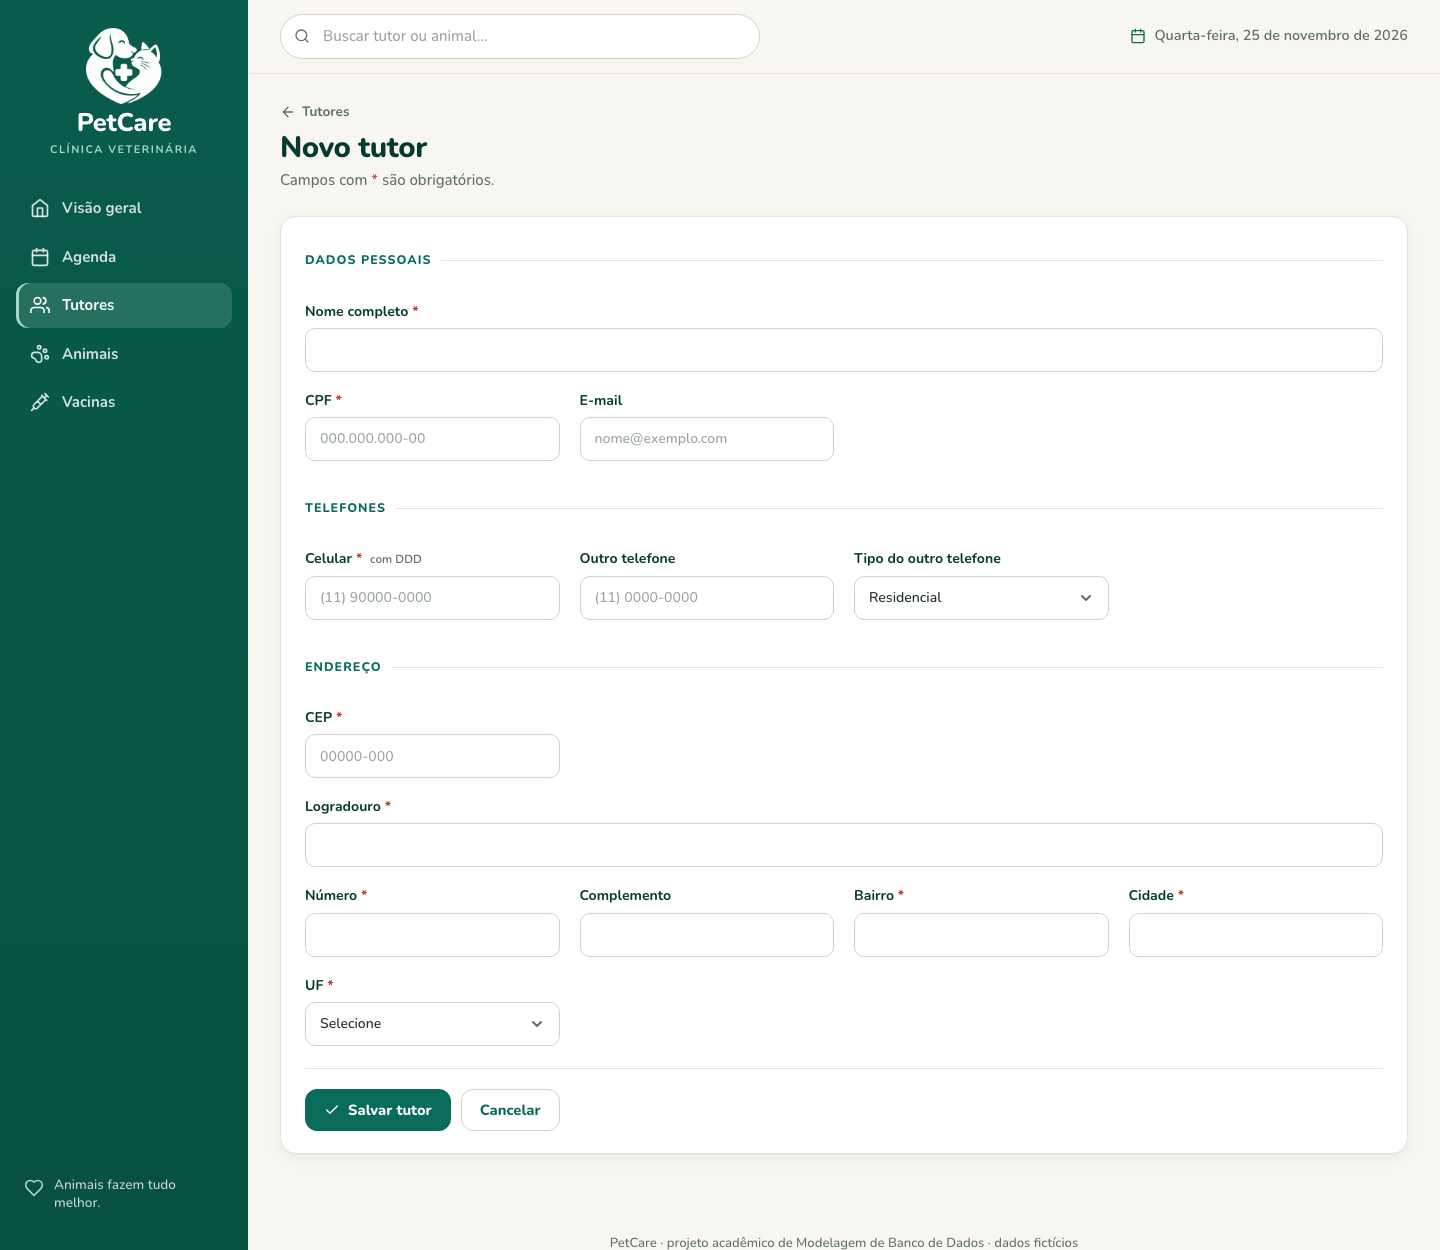 PetCare
CLÍNICA VETERINÁRIA
Visão geral
Agenda
Tutores
Animais
Vacinas
Animais fazem tudo
melhor.
Buscar tutor ou animal...
Quarta-feira, 25 de novembro de 2026
Tutores
Novo tutor
Campos com * são obrigatórios.
DADOS PESSOAIS
Nome completo *
CPF * E-mail
000.000.000-00 nome@exemplo.com
TELEFONES
Celular * com DDD Outro telefone Tipo do outro telefone
(11) 90000-0000 (11) 0000-0000 Residencial
ENDEREÇO
CEP *
00000-000
Logradouro *
Número * Complemento Bairro * Cidade *
UF *
Selecione
Salvar tutor Cancelar
PetCare · projeto acadêmico de Modelagem de Banco de Dados · dados fictícios